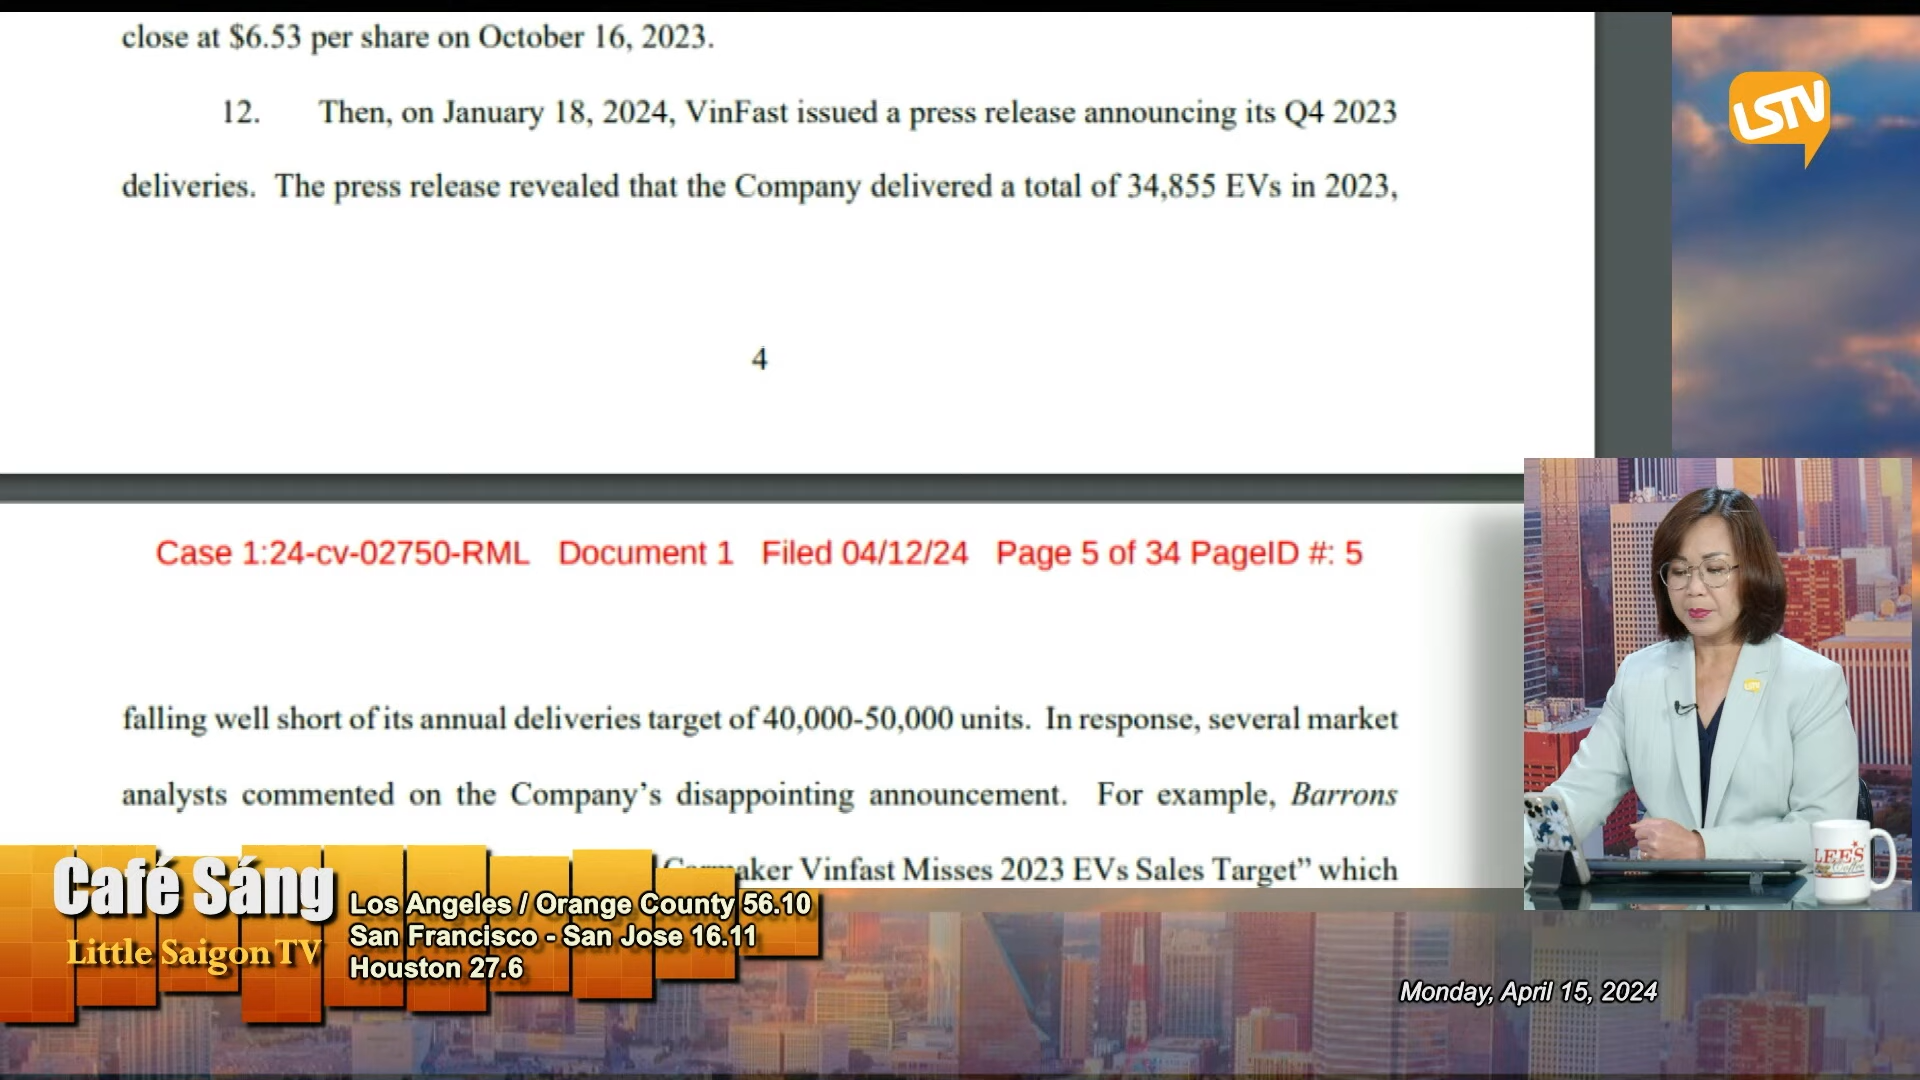 close at $6.53 per share on October 16, 2023.
12. Then, on January 18, 2024, VinFast issued a press release announcing its Q4 2023
deliveries. The press release revealed that the Company delivered a total of 34,855 EVs in 2023,
4
Case 1:24-cv-02750-RML Document 1 Filed 04/12/24 Page 5 of 34 PageID #: 5
falling well short of its annual deliveries target of 40,000-50,000 units. In response, several market
analysts commented on the Company’s disappointing announcement. For example, Barrons
Vinfast Misses 2023 EVs Sales Target” which
LSTV
LEE'S
Café Sáng
Little Saigon TV
Los Angeles / Orange County 56.10
San Francisco - San Jose 16.11
Houston 27.6
Monday, April 15, 2024